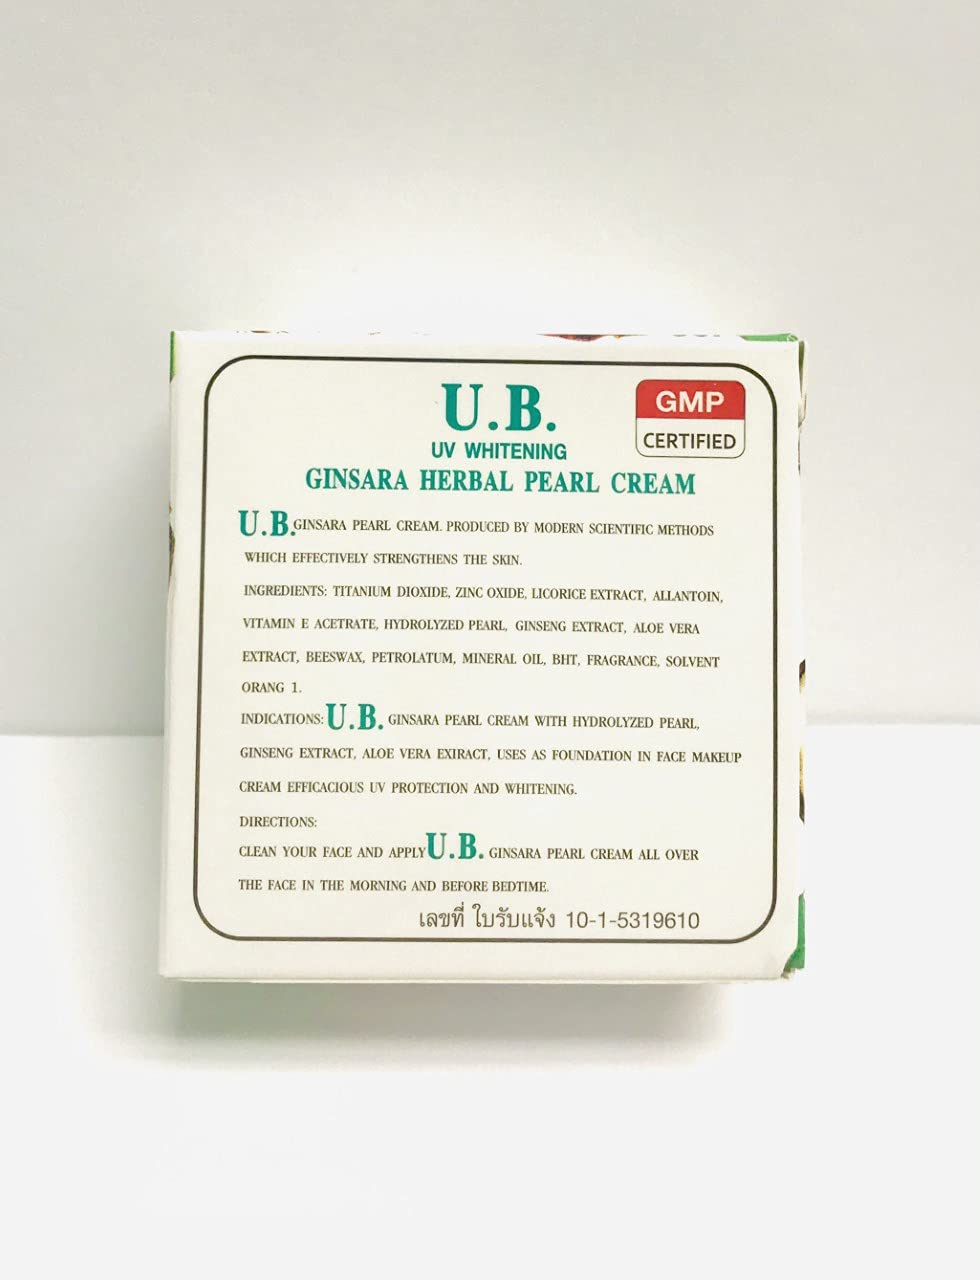 U.B.
GMP
CERTIFIED
UV WHITENING
GINSARA HERBAL PEARL CREAM
U.B. GINSARA PEARL CREAM. PRODUCED BY MODERN SCIENTIFIC METHODS
WHICH EFFECTIVELY STRENGTHENS THE SKIN.
INGREDIENTS: TITANIUM DIOXIDE, ZINC OXIDE, LICORICE EXTRACT, ALLANTOIN,
VITAMIN E ACETRATE, HYDROLYZED PEARL, GINSENG EXTRACT, ALOE VERA
EXTRACT, BEESWAX, PETROLATUM, MINERAL OIL, BHT, FRAGRANCE, SOLVENT
ORANG 1.
INDICATIONS: U.B. GINSARA PEARL CREAM WITH HYDROLYZED PEARL,
GINSENG EXTRACT, ALOE VERA EXIRACT, USES AS FOUNDATION IN FACE MAKEUP
CREAM EFFICACIOUS UV PROTECTION AND WHITENING.
DIRECTIONS:
CLEAN YOUR FACE AND APPLY U.B. GINSARA PEARL CREAM ALL OVER
THE FACE IN THE MORNING AND BEFORE BEDTIME.
เลขที่ ใบรับแจ้ง 10-1-5319610